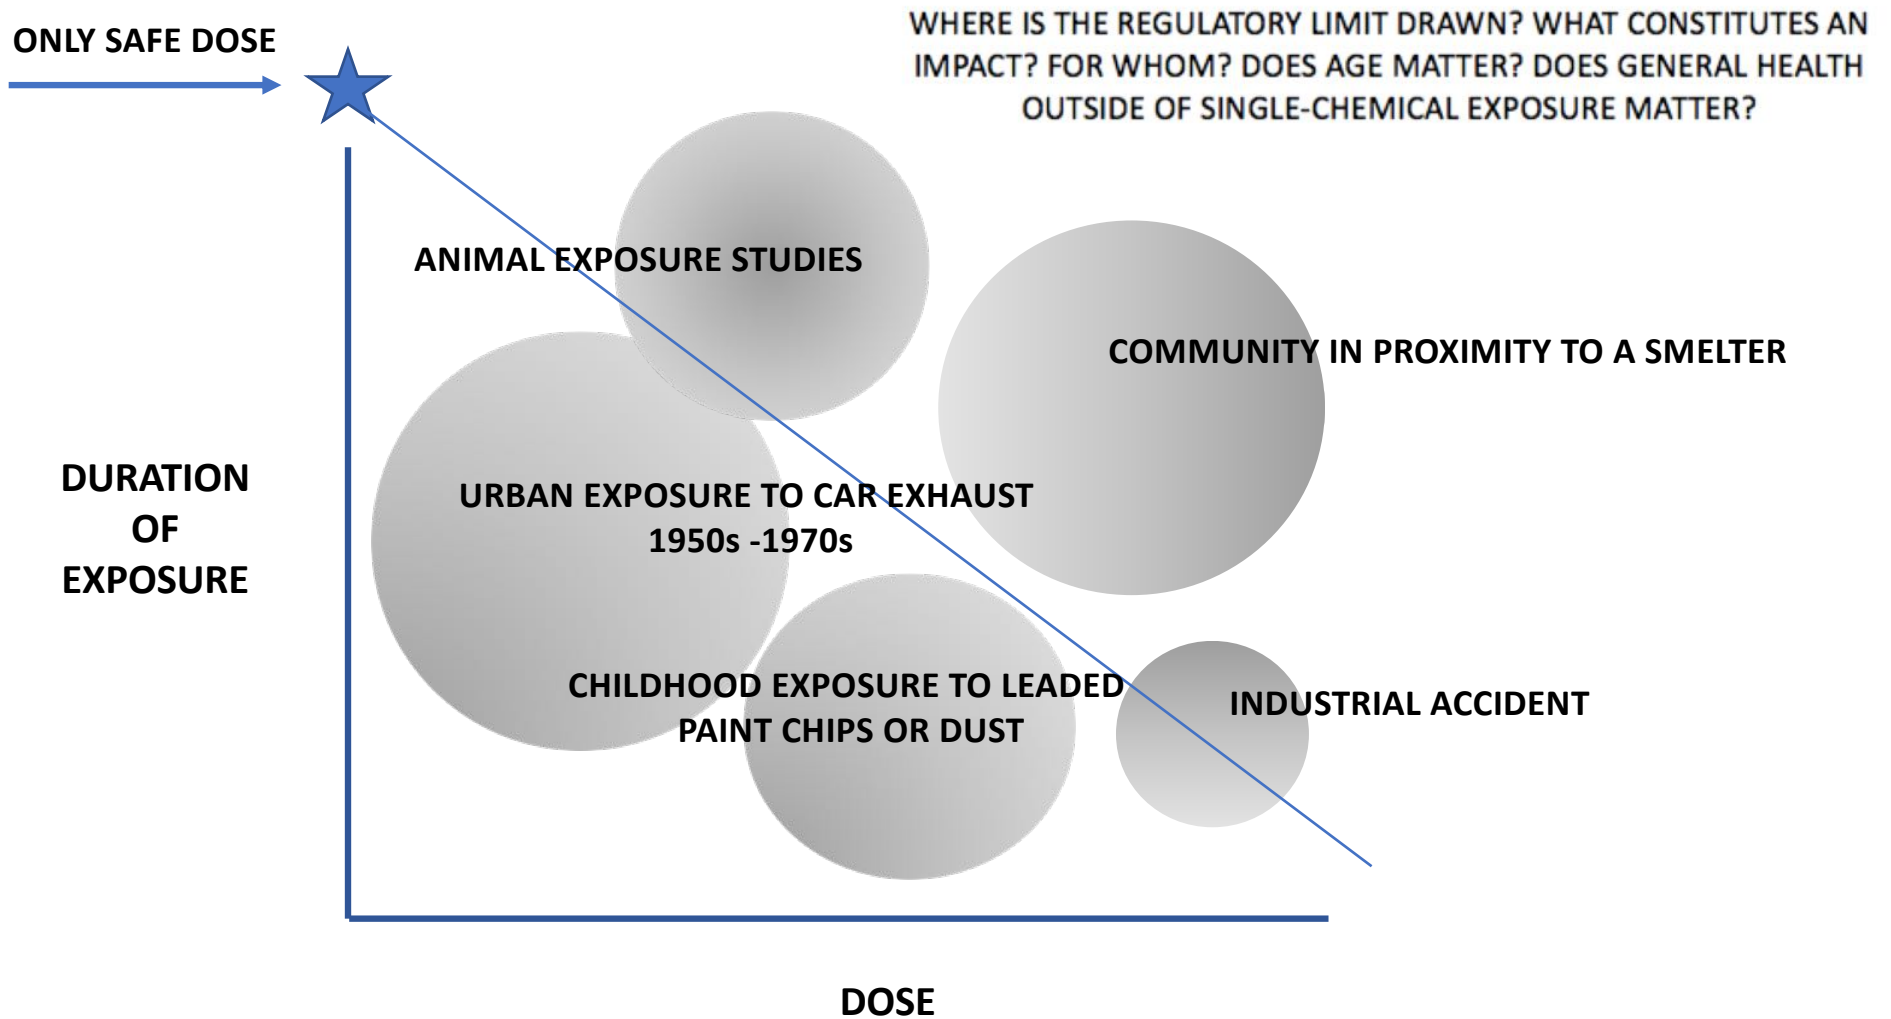 ONLY SAFE DOSE
WHERE IS THE REGULATORY LIMIT DRAWN? WHAT CONSTITUTES AN
IMPACT? FOR WHOM? DOES AGE MATTER? DOES GENERAL HEALTH
OUTSIDE OF SINGLE-CHEMICAL EXPOSURE MATTER?
ANIMAL EXPOSURE STUDIES
COMMUNITY IN PROXIMITY TO A SMELTER
DURATION
OF
EXPOSURE
URBAN EXPOSURE TO CAR EXHAUST
1950s -1970s
CHILDHOOD EXPOSURE TO LEADED
PAINT CHIPS OR DUST
INDUSTRIAL ACCIDENT
DOSE